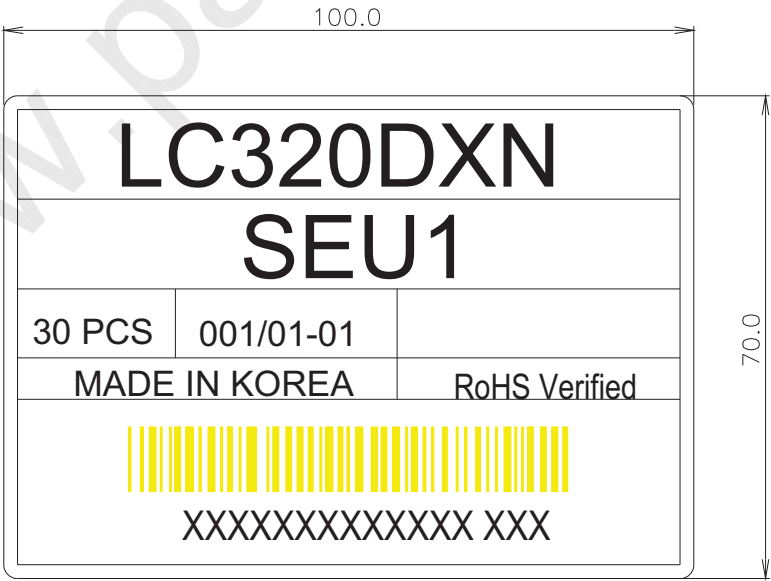 100.0
LC320DXN
SEU1
30 PCS 001/01-01
70.0
MADE IN KOREA RoHS Verified
XXXXXXXXXXXXX XXX